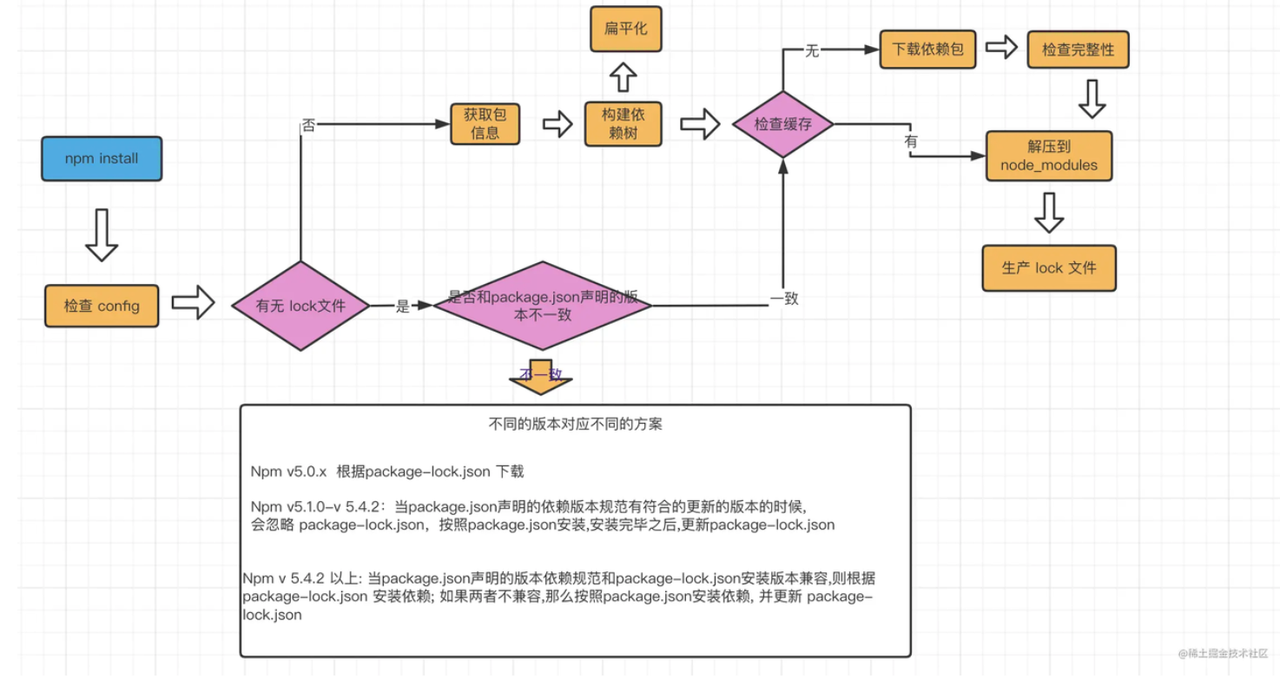 扁平化
无
下载依赖包
检查完整性
否
获取包
信息
构建依
赖树
检查缓存
有
解压到
node_modules
npm install
生产 lock 文件
检查 config
有无 lock文件
是
是否和package.json声明的版
本不一致
一致
不一致
不同的版本对应不同的方案
Npm v5.0.x 根据package-lock.json 下载
Npm v5.1.0-v 5.4.2：当package.json声明的依赖版本规范有符合的更新的版本的时候,
会忽略 package-lock.json，按照package.json安装,安装完毕之后,更新package-lock.json
Npm v 5.4.2 以上: 当package.json声明的版本依赖规范和package-lock.json安装版本兼容,则根据
package-lock.json 安装依赖; 如果两者不兼容,那么按照package.json安装依赖, 并更新 package-
lock.json
@稀土掘金技术社区